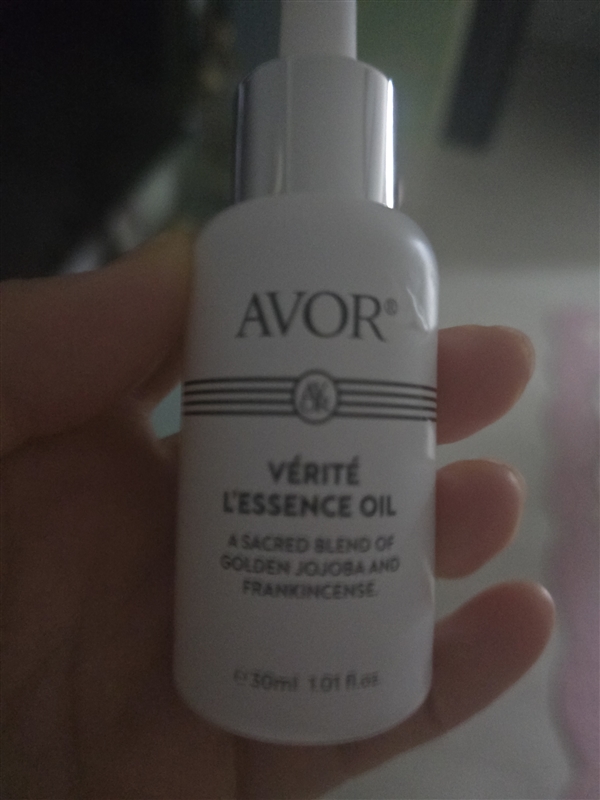 AVOR®
VÉRITÉ
L'ESSENCE OIL
A SACRED BLEND OF
GOLDEN JOJOBA AND
FRANKINCENSE.
℮30ml 1.01 fl.oz.